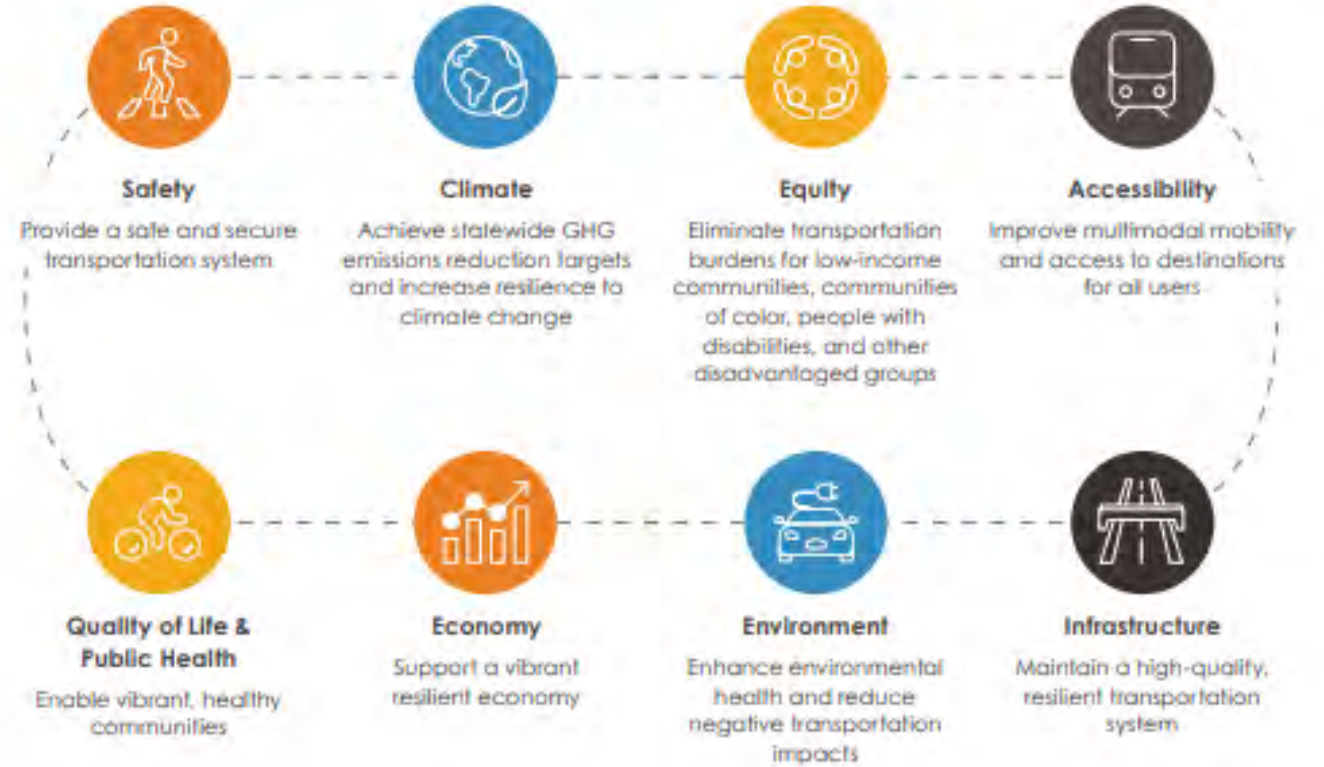 Safety
Provide a safe and secure
transportation system
Climate
Achieve statewide GHG
emissions reduction targets
and increase resilience to
climate change
Equity
Eliminate transportation
burdens for low-income
communities, communities
of color, people with
disabilities, and other
disadvantaged groups
Accessibility
Improve multimodal mobility
and access to destinations
for all users
Quality of Life &
Public Health
Enable vibrant, healthy
communities
Economy
Support a vibrant
resilient economy
Environment
Enhance environmental
health and reduce
negative transportation
impacts
Infrastructure
Maintain a high-quality,
resilient transportation
system